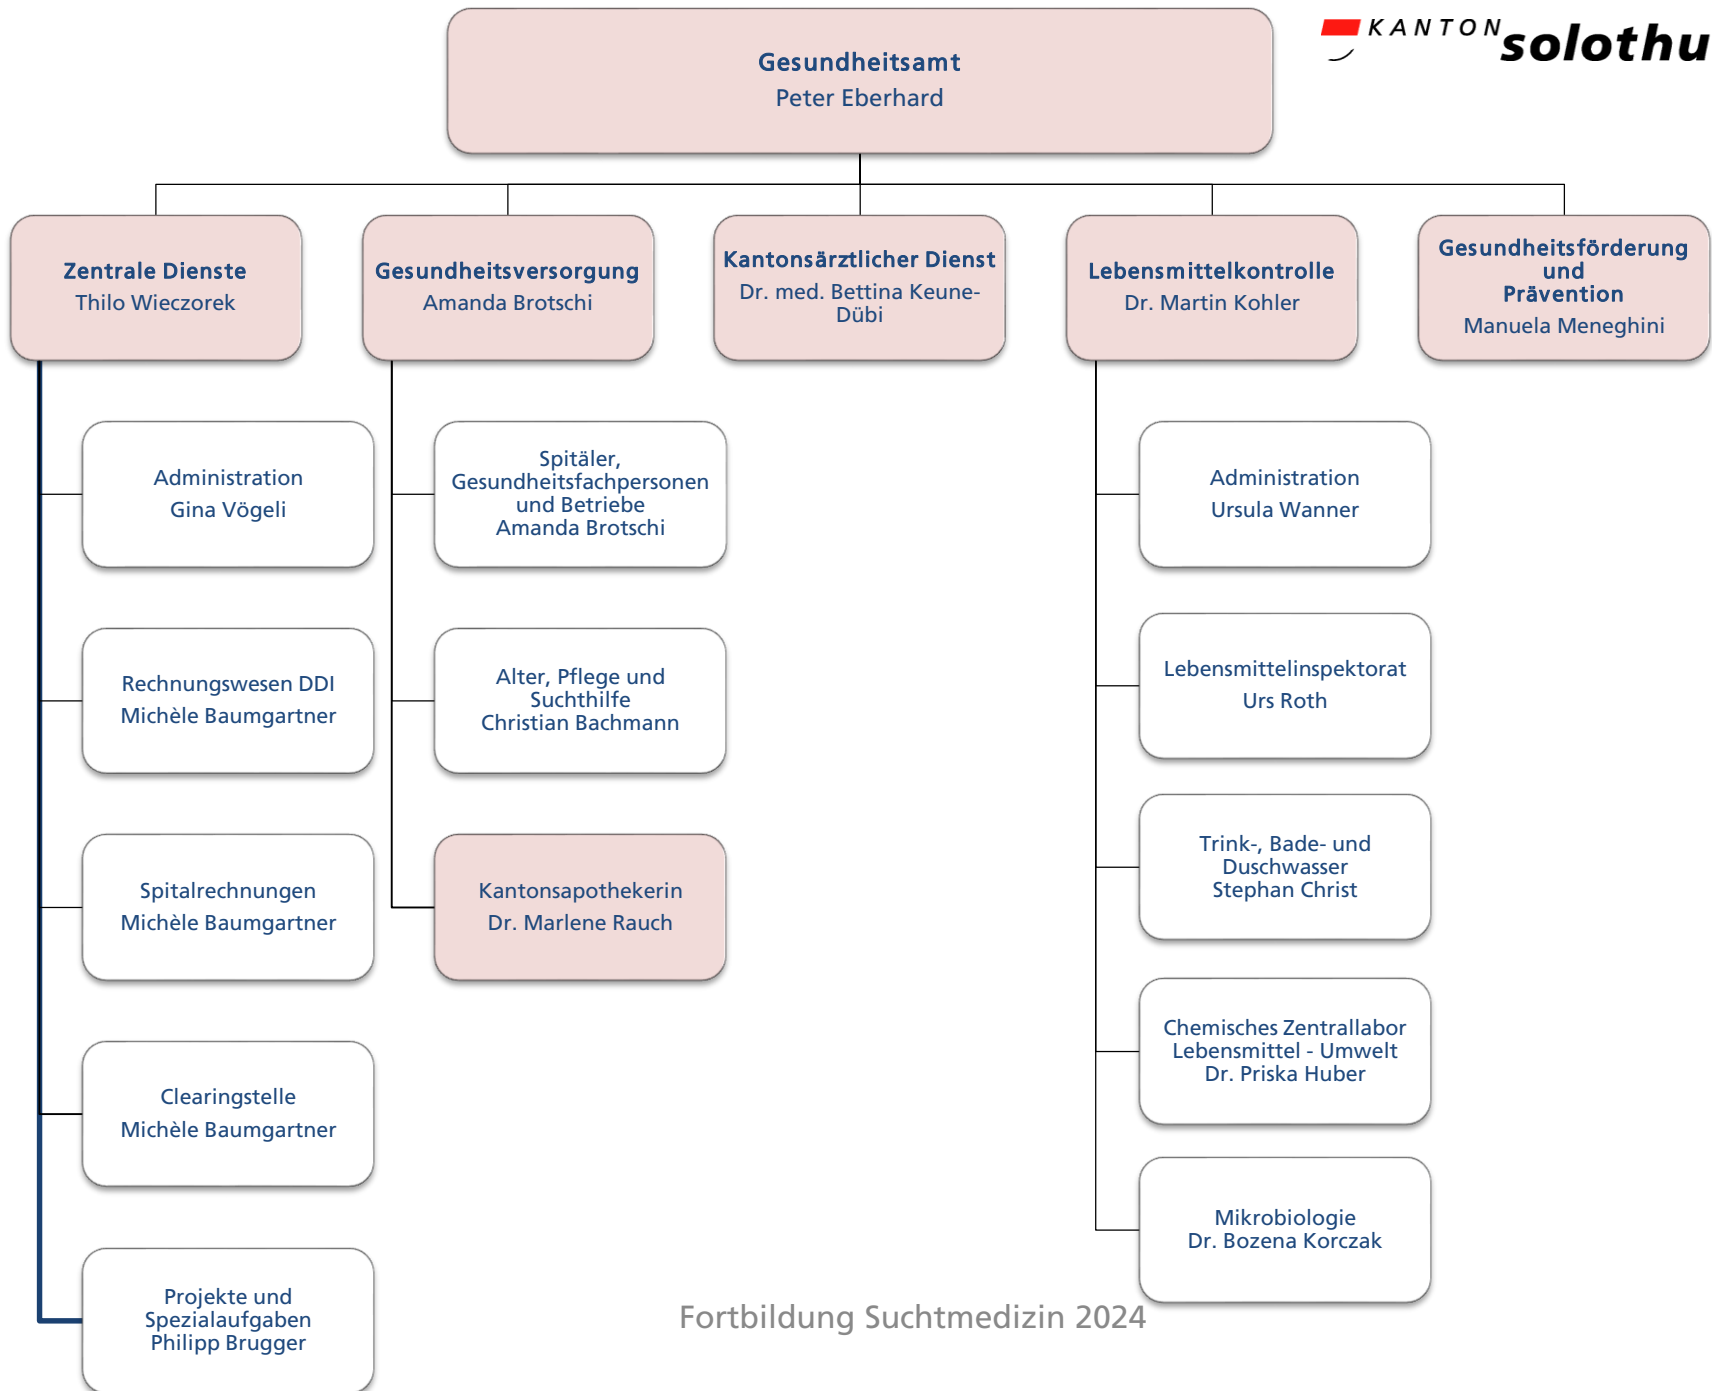 KANTON solothu
Gesundheitsamt
Peter Eberhard
Zentrale Dienste
Thilo Wieczorek
Gesundheitsversorgung
Amanda Brotschi
Kantonsärztlicher Dienst
Dr. med. Bettina Keune-
Dübi
Lebensmittelkontrolle
Dr. Martin Kohler
Gesundheitsförderung
und
Prävention
Manuela Meneghini
Administration
Gina Vögeli
Rechnungswesen DDI
Michèle Baumgartner
Spitalrechnungen
Michèle Baumgartner
Clearingstelle
Michèle Baumgartner
Projekte und
Spezialaufgaben
Philipp Brugger
Spitäler,
Gesundheitsfachpersonen
und Betriebe
Amanda Brotschi
Alter, Pflege und
Suchthilfe
Christian Bachmann
Kantonsapothekerin
Dr. Marlene Rauch
Administration
Ursula Wanner
Lebensmittelinspektorat
Urs Roth
Trink-, Bade- und
Duschwasser
Stephan Christ
Chemisches Zentrallabor
Lebensmittel - Umwelt
Dr. Priska Huber
Mikrobiologie
Dr. Bozena Korczak
Fortbildung Suchtmedizin 2024